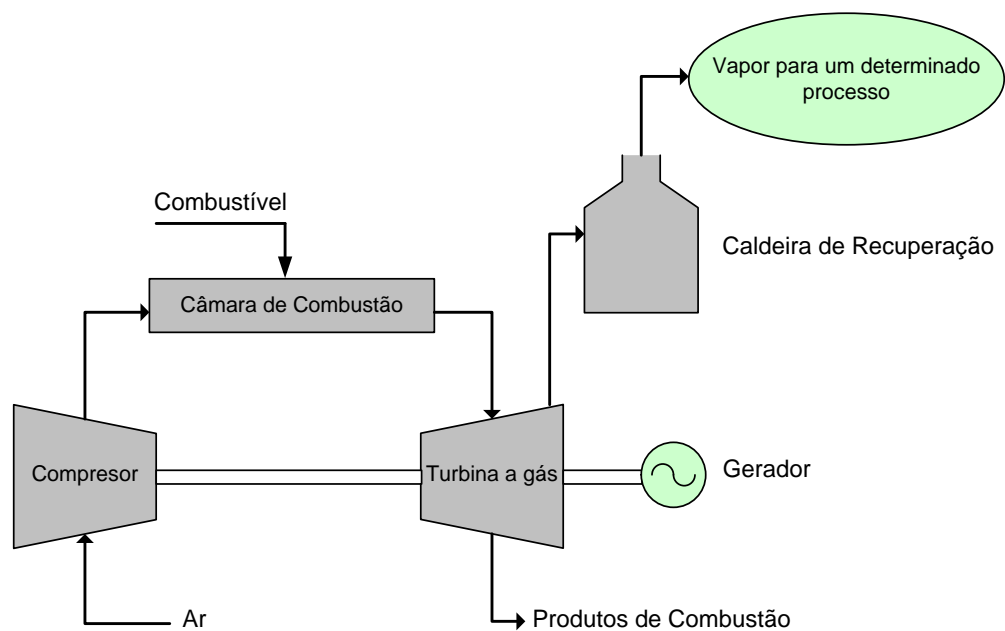 Vapor para um determinado
processo
Combustível
Caldeira de Recuperação
Câmara de Combustão
Compresor
Turbina a gás
Gerador
Ar
Produtos de Combustão